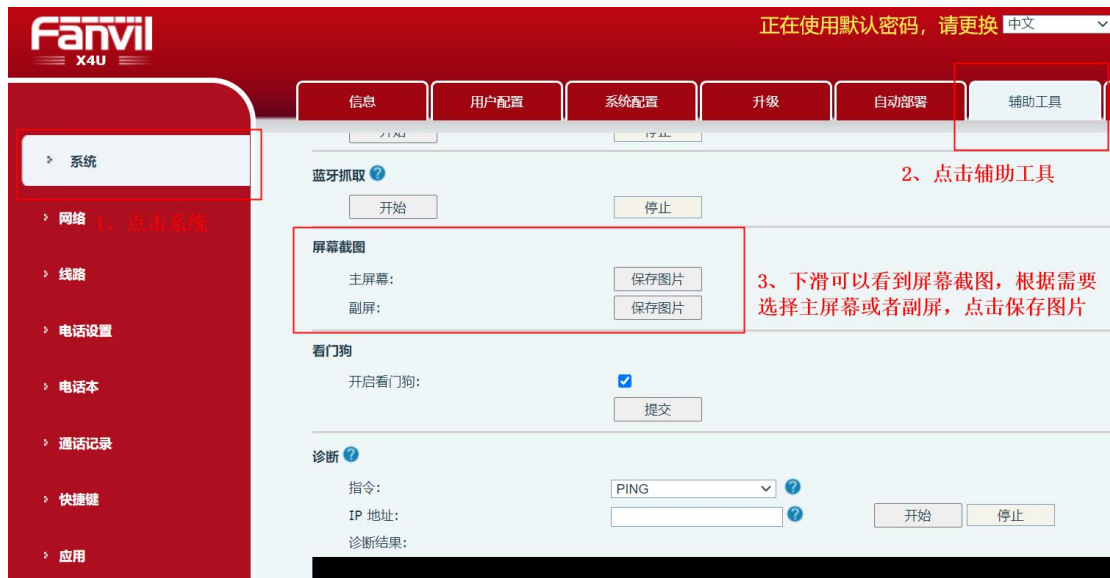 Fanvil
X4U
正在使用默认密码，请更换 中文
信息 用户配置 系统配置 升级 自动部署 辅助工具
开始 停止
系统
蓝牙抓取
2、点击辅助工具
开始 停止
网络
1、点击系统
屏幕截图
线路
主屏幕: 保存图片
副屏: 保存图片
3、下滑可以看到屏幕截图，根据需要
选择主屏幕或者副屏，点击保存图片
电话设置
看门狗
开启看门狗:
电话本
提交
通话记录
诊断
指令: PING
快捷键
IP 地址: 开始 停止
诊断结果:
应用